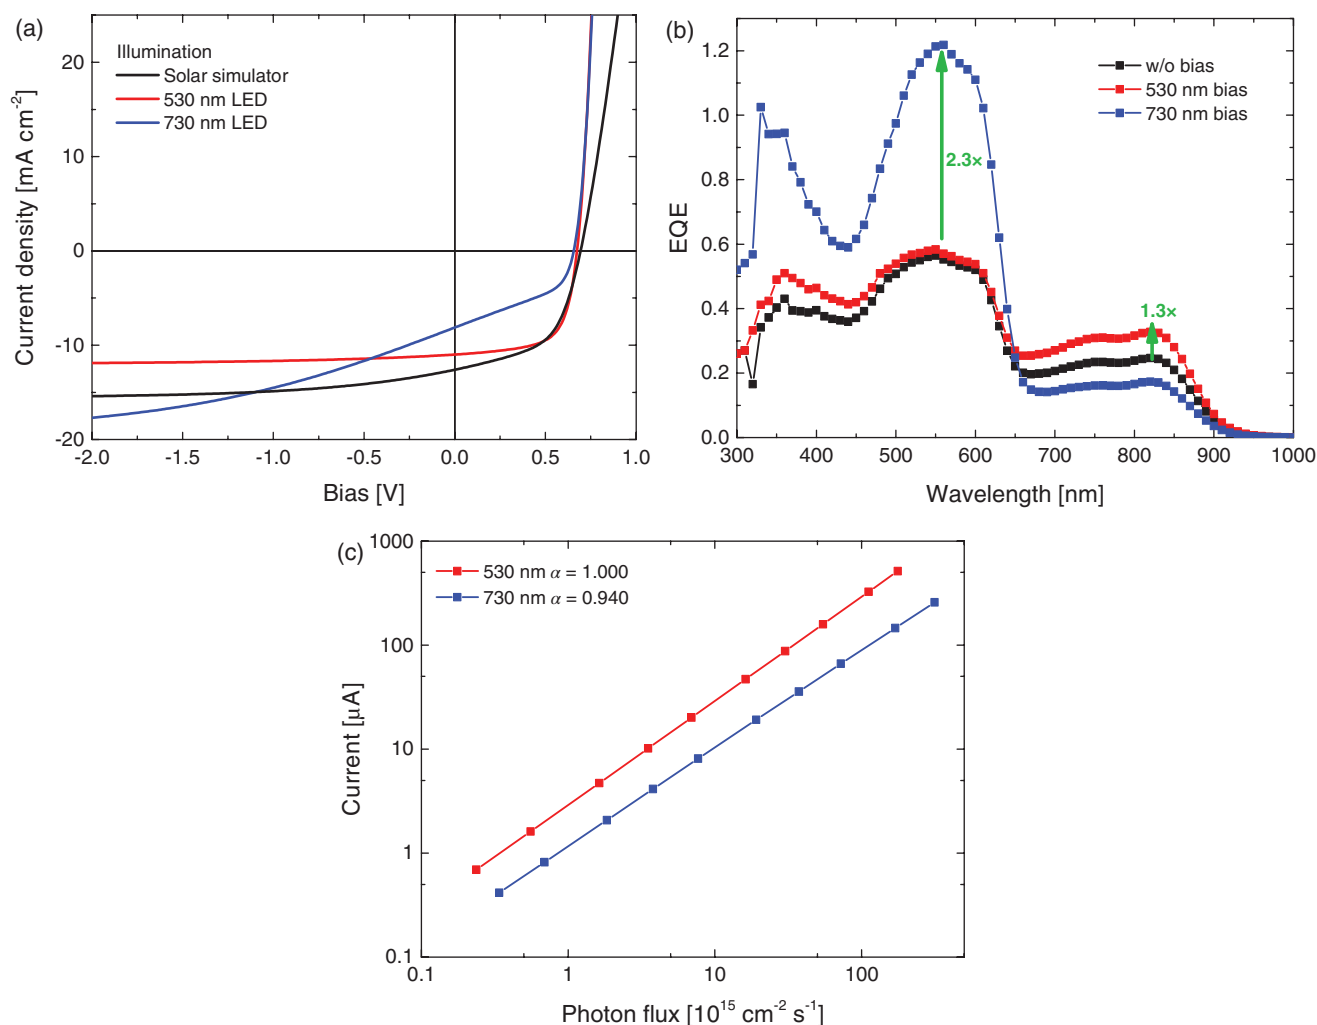 (a)
Illumination
Solar simulator
530 nm LED
730 nm LED
Current density [mA cm⁻²]
20
10
0
-10
-20
-2.0 -1.5 -1.0 -0.5 0.0 0.5 1.0
Bias [V]
(b)
w/o bias
530 nm bias
730 nm bias
2.3×
1.3×
EQE
1.2
1.0
0.8
0.6
0.4
0.2
0.0
300 400 500 600 700 800 900 1000
Wavelength [nm]
(c)
530 nm α = 1.000
730 nm α = 0.940
Current [µA]
1000
100
10
1
0.1
0.1 1 10 100
Photon flux [10¹⁵ cm⁻² s⁻¹]